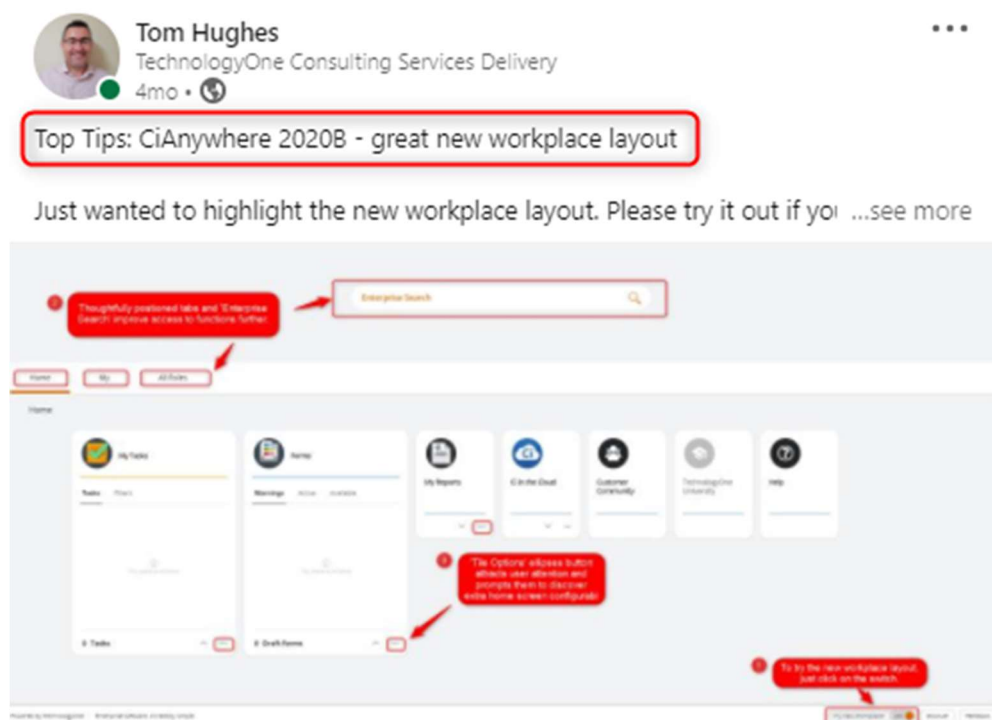 Tom Hughes
TechnologyOne Consulting Services Delivery
4mo •
Top Tips: CiAnywhere 2020B - great new workplace layout
Just wanted to highlight the new workplace layout. Please try it out if you ...see more
Enterprise Search
Thoughtfully positioned tabs and 'Enterprise
Search' improve access to functions further.
Home My All Roles
Home
My Tasks
Forms
My Reports
Ci in the Cloud
Customer
Community
TechnologyOne
University
Help
Tasks Filters
Warnings Active Available
'Tile Options' ellipses button
attracts user attention and
prompts them to discover
extra home screen configurabl
0 Tasks
0 Draft Forms
To try the new workplace layout,
just click on the switch.